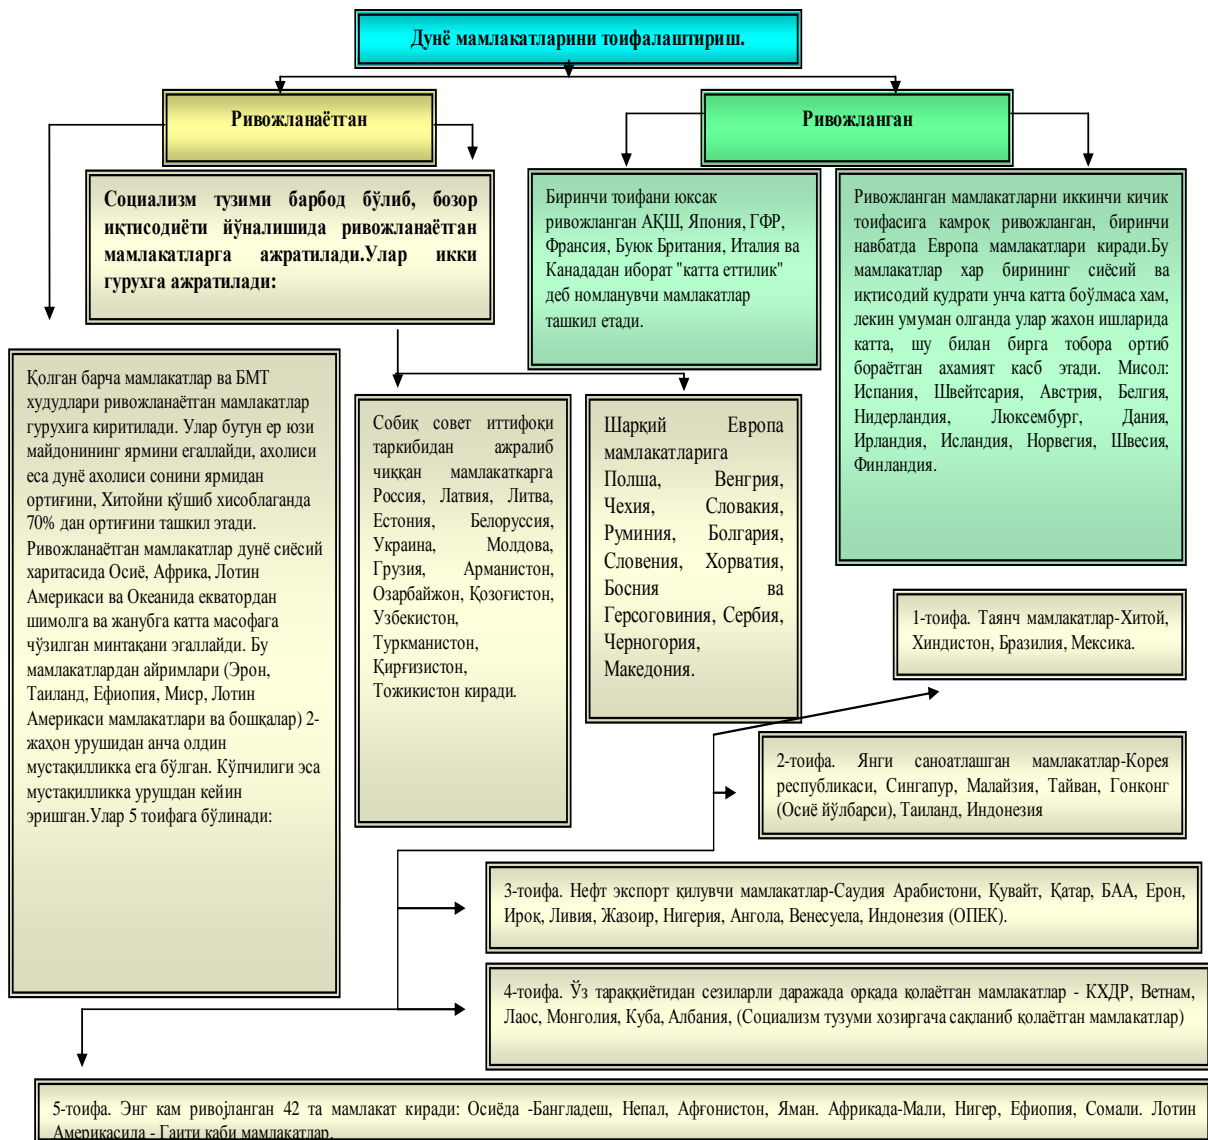 Дунё мамлакатларини тоифалаштириш.
Ривожланаётган
Ривожланган
Социализм тузими барбод бўлиб, бозор
иқтисодиёти йўналишида ривожланаётган
мамлакатларга ажратилади.Улар икки
гурухга ажратилади:
Биринчи тоифани юксак
ривожланган АҚШ, Япония, ГФР,
Франсия, Буюк Британия, Италия ва
Канададан иборат "катта еттилик"
деб номланувчи мамлакатлар
ташкил етади.
Ривожланган мамлакатларни иккинчи кичик
тоифасига камроқ ривожланган, биринчи
навбатда Европа мамлакатлари киради.Бу
мамлакатлар хар бирининг сиёсий ва
иқтисодий қудрати унча катта боўлмаса хам,
лекин умуман олганда улар жахон ишларида
катта, шу билан бирга тобора ортиб
бораётган ахамият касб этади. Мисол:
Испания, Швейтсария, Австрия, Белгия,
Нидерландия, Люксембург, Дания,
Ирландия, Исландия, Норвегия, Швесия,
Финландия.
Қолган барча мамлакатлар ва БМТ
худудлари ривожланаётган мамлакатлар
гурухига киритилади. Улар бутун ер юзи
майдонининг ярмини егаллайди, ахолиси
еса дунё ахолиси сонини ярмидан
ортиғини, Хитойни қўшиб хисоблаганда
70% дан ортиғини ташкил этади.
Ривожланаётган мамлакатлар дунё сиёсий
харитасида Осиё, Африка, Лотин
Америкаси ва Океанида екватордан
шимолга ва жанубга катта масофага
чўзилган минтақани эгаллайди. Бу
мамлакатлардан айримлари (Эрон,
Таиланд, Ефиопия, Миср, Лотин
Америкаси мамлакатлари ва бошқалар) 2-
жаҳон урушидан анча олдин
мустақилликка ега бўлган. Кўпчилиги эса
мустақилликка урушдан кейин
эришган.Улар 5 тоифага бўлинади:
Собиқ совет иттифоқи
таркибидан ажралиб
чиққан мамлакаткарга
Россия, Латвия, Литва,
Естония, Белоруссия,
Украина, Молдова,
Грузия, Арманистон,
Озарбайжон, Қозоғистон,
Узбекистон,
Туркманистон,
Қирғизистон,
Тожикистон киради.
Шарқий Европа
мамлакатларига
Полша, Венгрия,
Чехия, Словакия,
Руминия, Болгария,
Словения, Хорватия,
Босния ва
Герсоговиния, Сербия,
Черногория,
Македония.
1-тоифа. Таянч мамлакатлар-Хитой,
Хиндистон, Бразилия, Мексика.
2-тоифа. Янги саноатлашган мамлакатлар-Корея
республикаси, Сингапур, Малайзия, Тайван, Гонконг
(Осиё йўлбарси), Таиланд, Индонезия
3-тоифа. Нефт экспорт қилувчи мамлакатлар-Саудия Арабистони, Қувайт, Қатар, БАА, Ерон,
Ироқ, Ливия, Жазоир, Нигерия, Ангола, Венесуела, Индонезия (ОПЕК).
4-тоифа. Ўз тараққиётидан сезиларли даражада орқада қолаётган мамлакатлар - КХДР, Ветнам,
Лаос, Монголия, Куба, Албания, (Социализм тузуми хозиргача сақланиб қолаётган мамлакатлар)
5-тоифа. Энг кам ривоjланган 42 та мамлакат киради: Осиёда -Бангладеш, Непал, Афғонистон, Яман. Африкада-Мали, Нигер, Ефиопия, Сомали. Лотин
Америкасида - Гаити каби мамлакатлар.